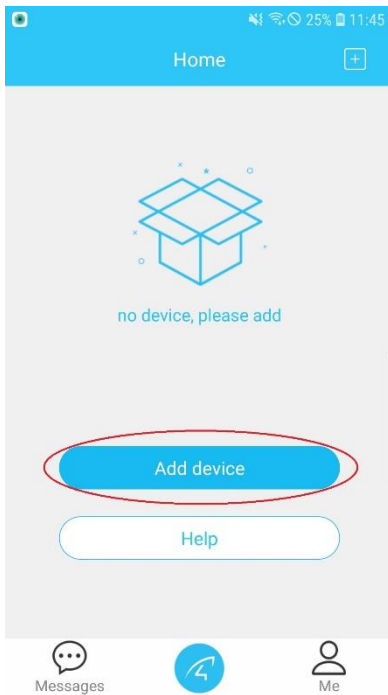 25% 11:45
Home
no device, please add
Add device
Help
Messages
Me